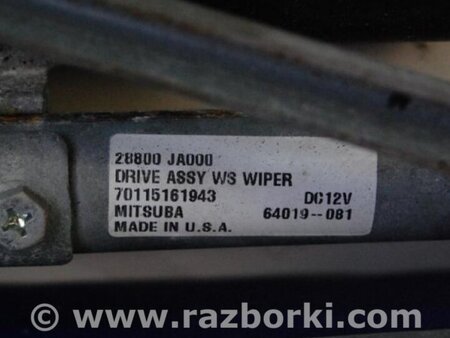 28800 JA000
DRIVE ASSY WS WIPER
70115161943 DC12V
MITSUBA 64019--081
MADE IN U.S.A.
© www.razborki.com